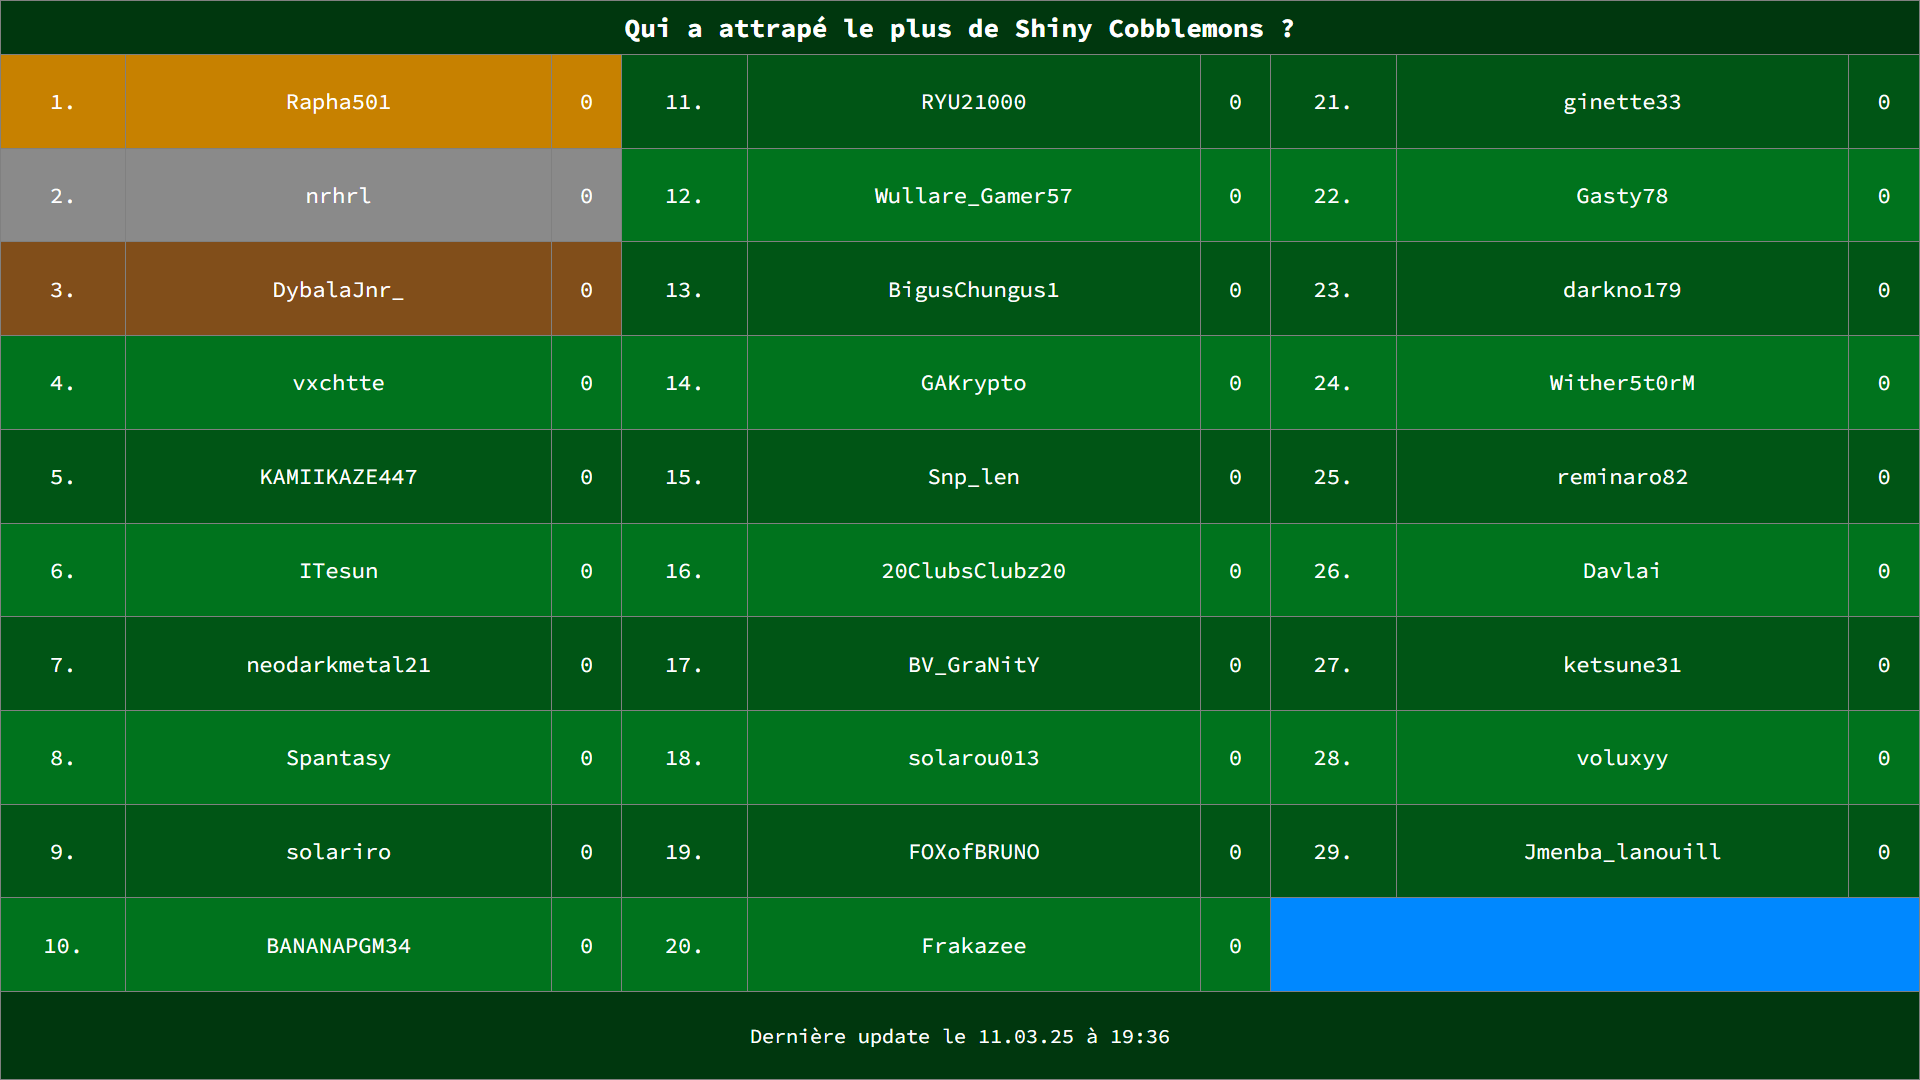 Qui a attrapé le plus de Shiny Cobblemons ?
1. Rapha501 0
2. nrhrl 0
3. DybalaJnr_ 0
4. vxchtte 0
5. KAMIIKAZE447 0
6. ITesun 0
7. neodarkmetal21 0
8. Spantasy 0
9. solariro 0
10. BANANAPGM34 0
11. RYU21000 0
12. Wullare_Gamer57 0
13. BigusChungus1 0
14. GAKrypto 0
15. Snp_len 0
16. 20ClubsClubz20 0
17. BV_GraNitY 0
18. solarou013 0
19. FOXofBRUNO 0
20. Frakazee 0
21. ginette33 0
22. Gasty78 0
23. darkno179 0
24. Wither5t0rM 0
25. reminaro82 0
26. Davlai 0
27. ketsune31 0
28. voluxyy 0
29. Jmenba_lanouill 0
Dernière update le 11.03.25 à 19:36